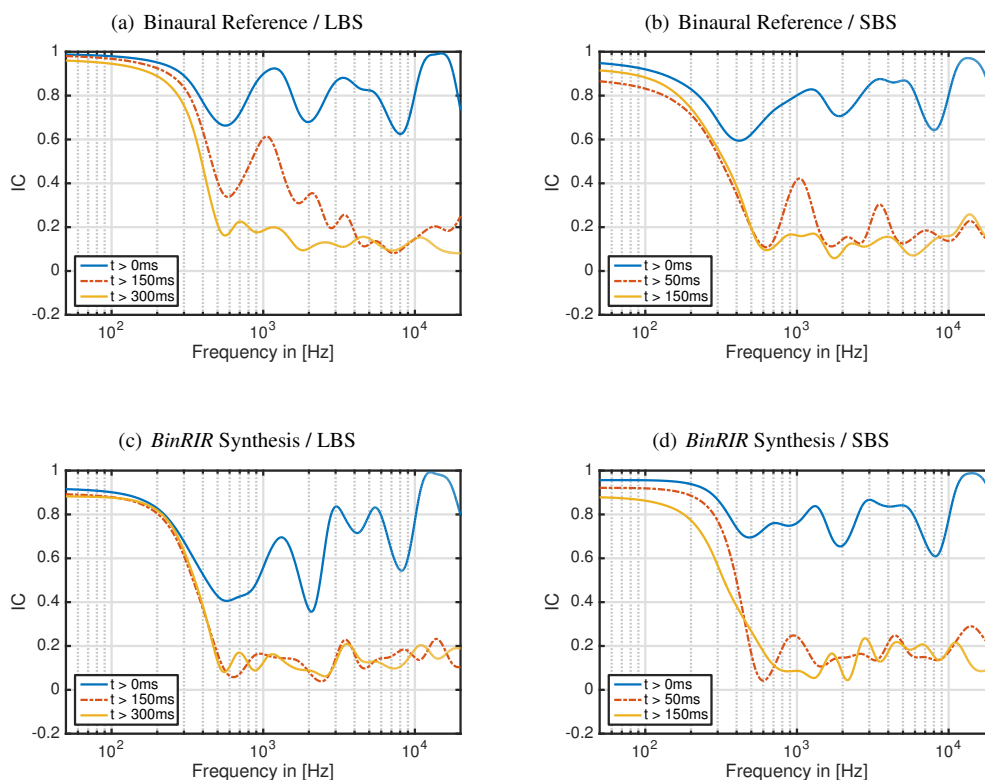 (a) Binaural Reference / LBS
1
0.8
0.6
0.4
0.2
0
-0.2
IC
t > 0ms
t > 150ms
t > 300ms
10^2
10^3
10^4
Frequency in [Hz]
(b) Binaural Reference / SBS
1
0.8
0.6
0.4
0.2
0
-0.2
IC
t > 0ms
t > 50ms
t > 150ms
10^2
10^3
10^4
Frequency in [Hz]
(c) BinRIR Synthesis / LBS
1
0.8
0.6
0.4
0.2
0
-0.2
IC
t > 0ms
t > 150ms
t > 300ms
10^2
10^3
10^4
Frequency in [Hz]
(d) BinRIR Synthesis / SBS
1
0.8
0.6
0.4
0.2
0
-0.2
IC
t > 0ms
t > 50ms
t > 150ms
10^2
10^3
10^4
Frequency in [Hz]